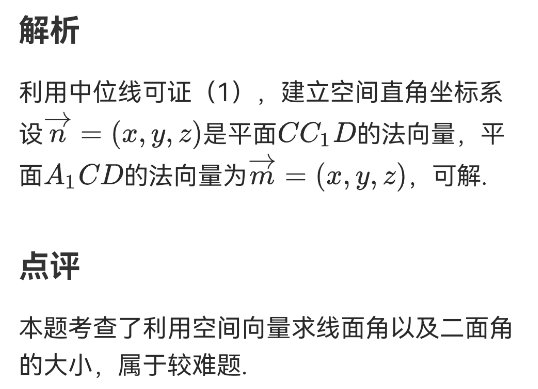 解析
利用中位线可证（1）,建立空间直角坐标系
设$\overrightarrow{n}=(x,y,z)$是平面$CC_1D$的法向量，平
面$A_1CD$的法向量为$\overrightarrow{m}=(x,y,z)$，可解.
点评
本题考查了利用空间向量求线面角以及二面角
的大小，属于较难题.